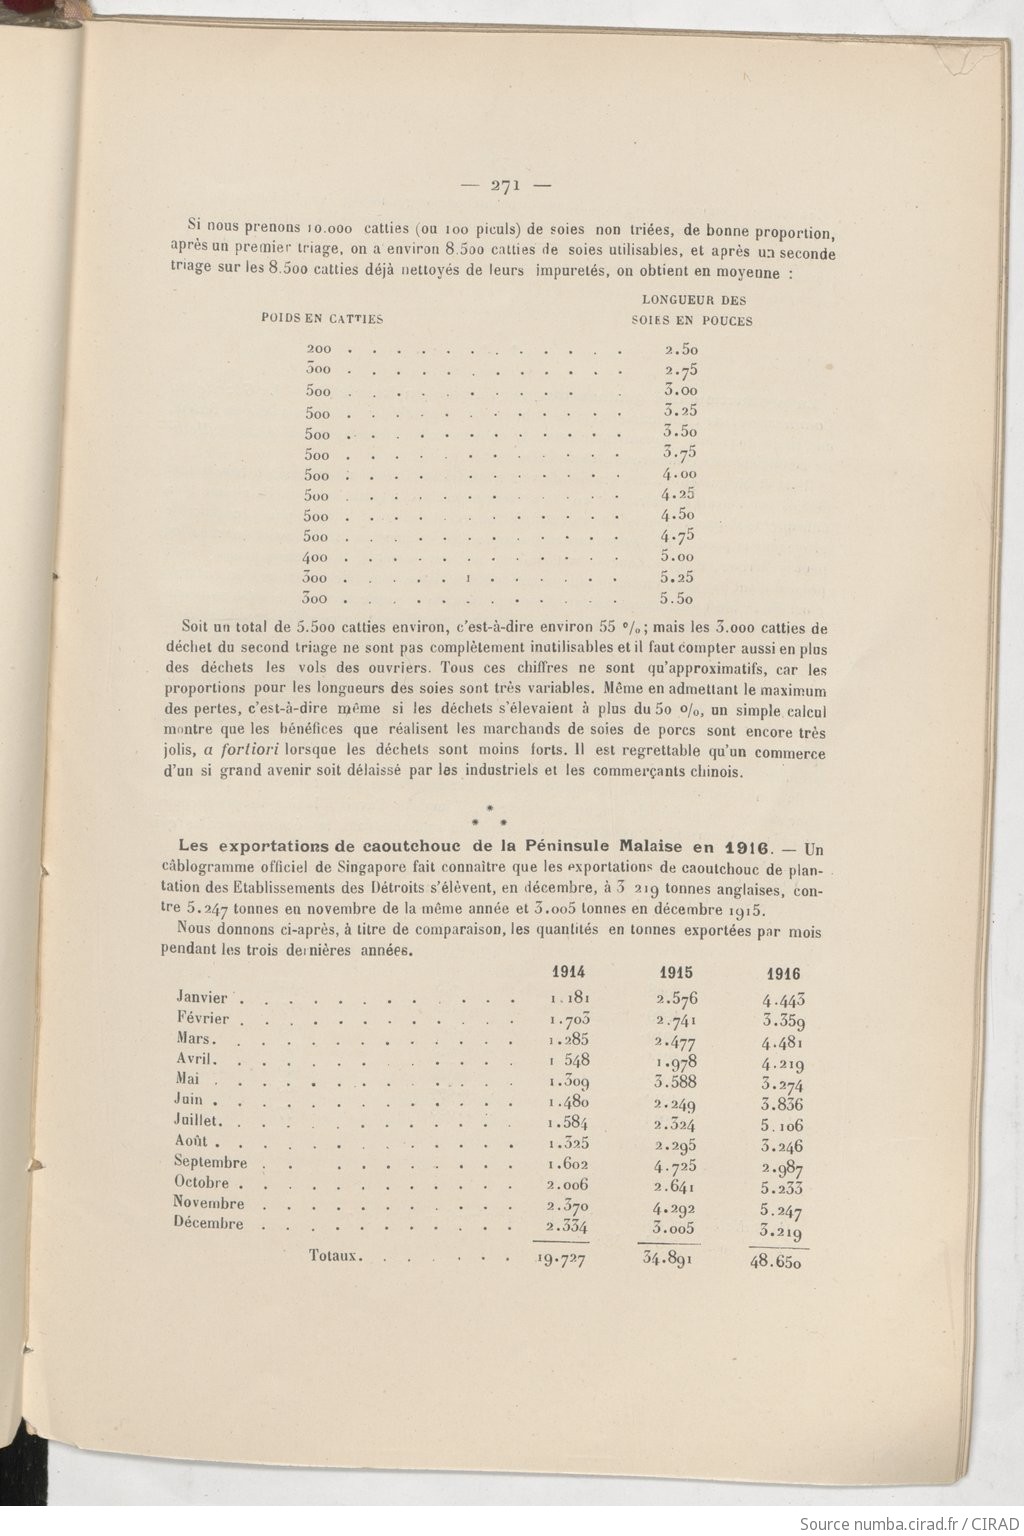 — 271 —
Si nous prenons 10.000 catties (ou 100 piculs) de soies non triées, de bonne proportion,
après un premier triage, on a environ 8.500 catties de soies utilisables, et après un seconde
triage sur les 8.500 catties déjà nettoyés de leurs impuretés, on obtient en moyenne :
POIDS EN CATTIES LONGUEUR DES SOIES EN POUCES
200 . . . . . . . . . . . . 2.50
300 . . . . . . . . . . . . 2.75
500 . . . . . . . . . . . 3.00
500 . . . . . . . . . . . . 3.25
500 . . . . . . . . . . . . 3.50
500 . . . . . . . . . . . . 3.75
500 . . . . . . . . . . . 4.00
500 . . . . . . . . . . . . 4.25
500 . . . . . . . . . . . . 4.50
500 . . . . . . . . . . . . 4.75
400 . . . . . . . . . . . . 5.00
300 . . . . . . . . . . . . 5.25
300 . . . . . . . . . . . . 5.50
Soit un total de 5.500 catties environ, c'est-à-dire environ 55 %; mais les 3.000 catties de
déchet du second triage ne sont pas complètement inutilisables et il faut compter aussi en plus
des déchets les vols des ouvriers. Tous ces chiffres ne sont qu'approximatifs, car les
proportions pour les longueurs des soies sont très variables. Même en admettant le maximum
des pertes, c'est-à-dire même si les déchets s'élevaient à plus du 50 %, un simple calcul
montre que les bénéfices que réalisent les marchands de soies de porcs sont encore très
jolis, a fortiori lorsque les déchets sont moins forts. Il est regrettable qu'un commerce
d'un si grand avenir soit délaissé par les industriels et les commerçants chinois.
*
* *
Les exportations de caoutchouc de la Péninsule Malaise en 1916. — Un
câblogramme officiel de Singapore fait connaître que les exportations de caoutchouc de plan-
tation des Etablissements des Détroits s'élèvent, en décembre, à 3 219 tonnes anglaises, con-
tre 5.247 tonnes en novembre de la même année et 3.005 tonnes en décembre 1915.
Nous donnons ci-après, à titre de comparaison, les quantités en tonnes exportées par mois
pendant les trois dernières années.
1914 1915 1916
Janvier . . . . . . . . . . . . 1.181 2.576 4.443
Février . . . . . . . . . . . . 1.703 2.741 3.359
Mars. . . . . . . . . . . . . 1.285 2.477 4.481
Avril. . . . . . . . . . . . 1 548 1.978 4.219
Mai . . . . . . . . . . . . . 1.309 3.588 3.274
Juin . . . . . . . . . . . . . 1.480 2.249 3.836
Juillet. . . . . . . . . . . . . 1.584 2.324 5.106
Août . . . . . . . . . . . . 1.325 2.295 3.246
Septembre . . . . . . . . . . 1.602 4.725 2.987
Octobre . . . . . . . . . . . . 2.006 2.641 5.233
Novembre . . . . . . . . . . . 2.370 4.292 5.247
Décembre . . . . . . . . . . . 2.334 3.005 3.219
Totaux. . . . . . 19.727 34.891 48.650
Source numba.cirad.fr / CIRAD